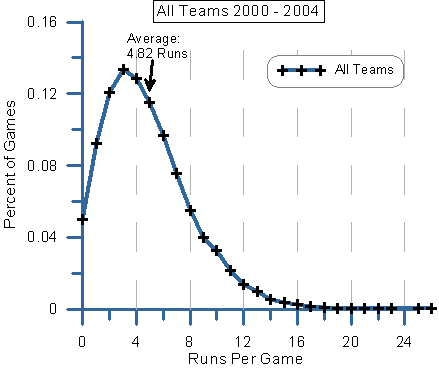 All Teams 2000 - 2004
0.16
Average:
4.82 Runs
All Teams
0.12
Percent of Games
0.08
0.04
0
0 4 8 12 16 20 24
Runs Per Game